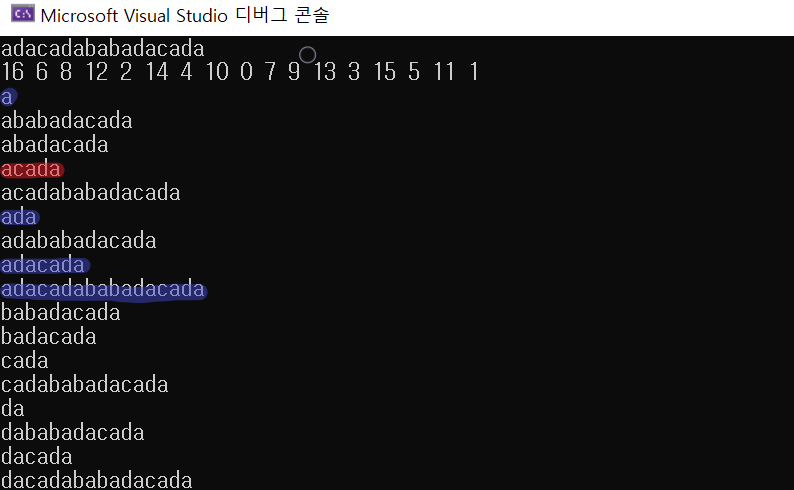 Microsoft Visual Studio 디버그 콘솔
adacadababadacada
16 6 8 12 2 14 4 10 0 7 9 13 3 15 5 11 1
a
ababadacada
abadacada
acada
acadababadacada
ada
adababadacada
adacada
adacadababadacada
babadacada
badacada
cada
cadababadacada
da
dababadacada
dacada
dacadababadacada